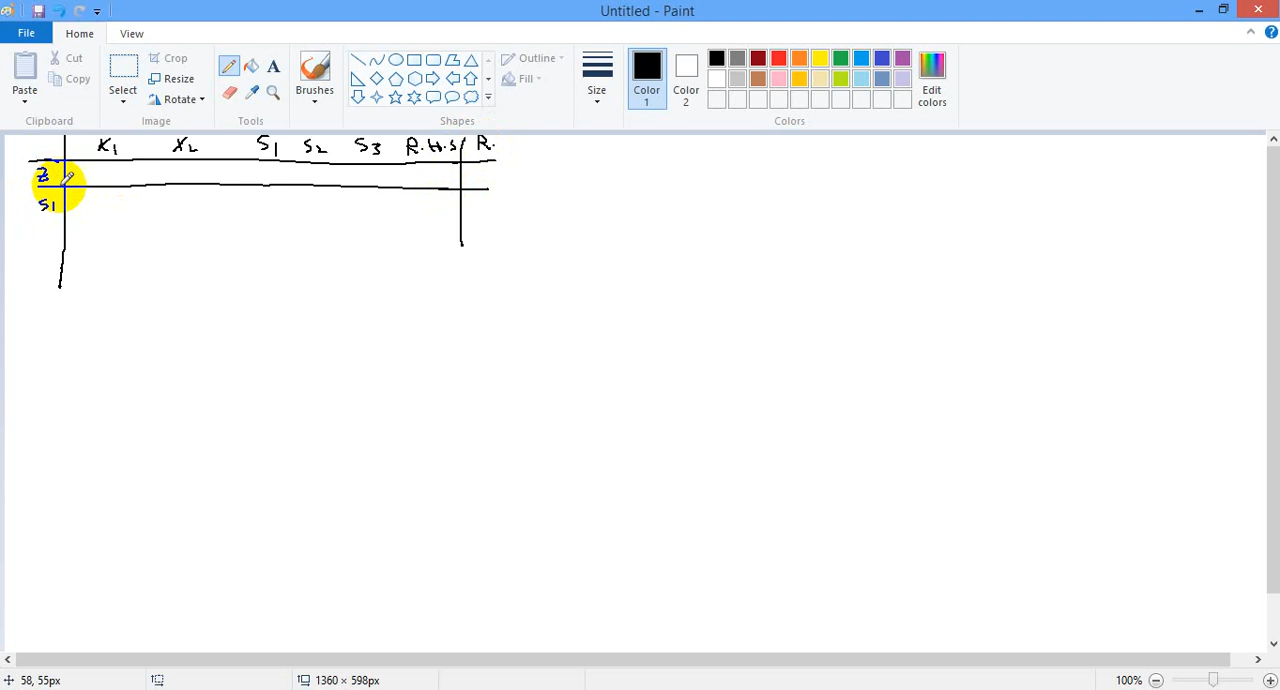 Untitled - Paint
File Home View
Cut
Copy
Paste
Clipboard
Select
Crop
Resize
Rotate
Image
A
Tools
Brushes
Outline
Fill
Shapes
Size
Color 1
Color 2
Edit colors
Colors
X1 X2 S1 S2 S3 R.H.S R.
Z
S1
58, 55px
1360 × 598px
100%